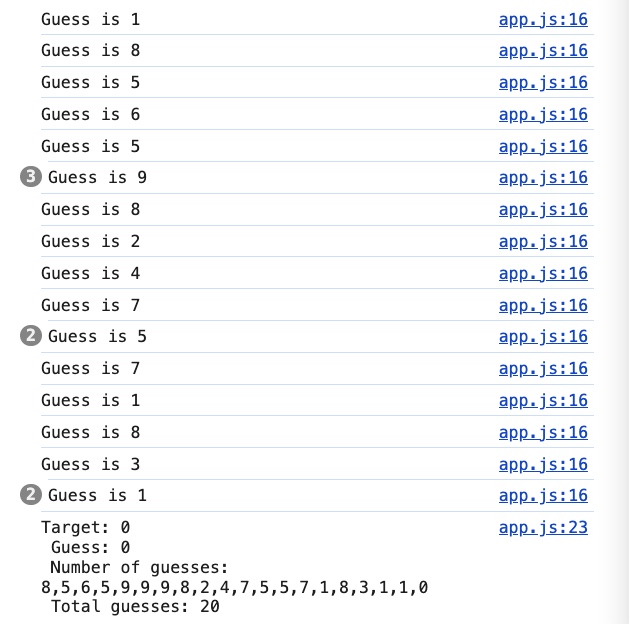 Guess is 1 app.js:16
Guess is 8 app.js:16
Guess is 5 app.js:16
Guess is 6 app.js:16
Guess is 5 app.js:16
3 Guess is 9 app.js:16
Guess is 8 app.js:16
Guess is 2 app.js:16
Guess is 4 app.js:16
Guess is 7 app.js:16
2 Guess is 5 app.js:16
Guess is 7 app.js:16
Guess is 1 app.js:16
Guess is 8 app.js:16
Guess is 3 app.js:16
2 Guess is 1 app.js:16
Target: 0 app.js:23
Guess: 0
Number of guesses:
8,5,6,5,9,9,9,8,2,4,7,5,5,7,1,8,3,1,1,0
Total guesses: 20